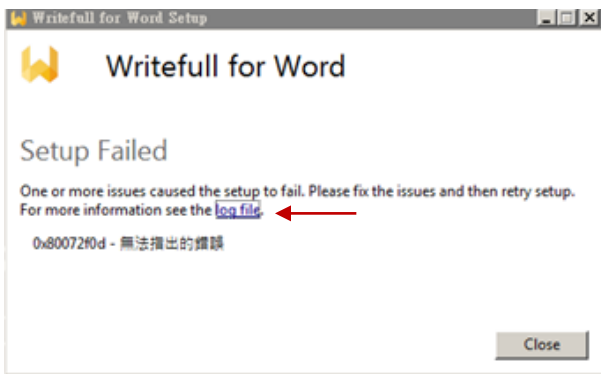 Writefull for Word Setup
Writefull for Word
Setup Failed
One or more issues caused the setup to fail. Please fix the issues and then retry setup.
For more information see the log file.
0x80072f0d - 無法指出的錯誤
Close